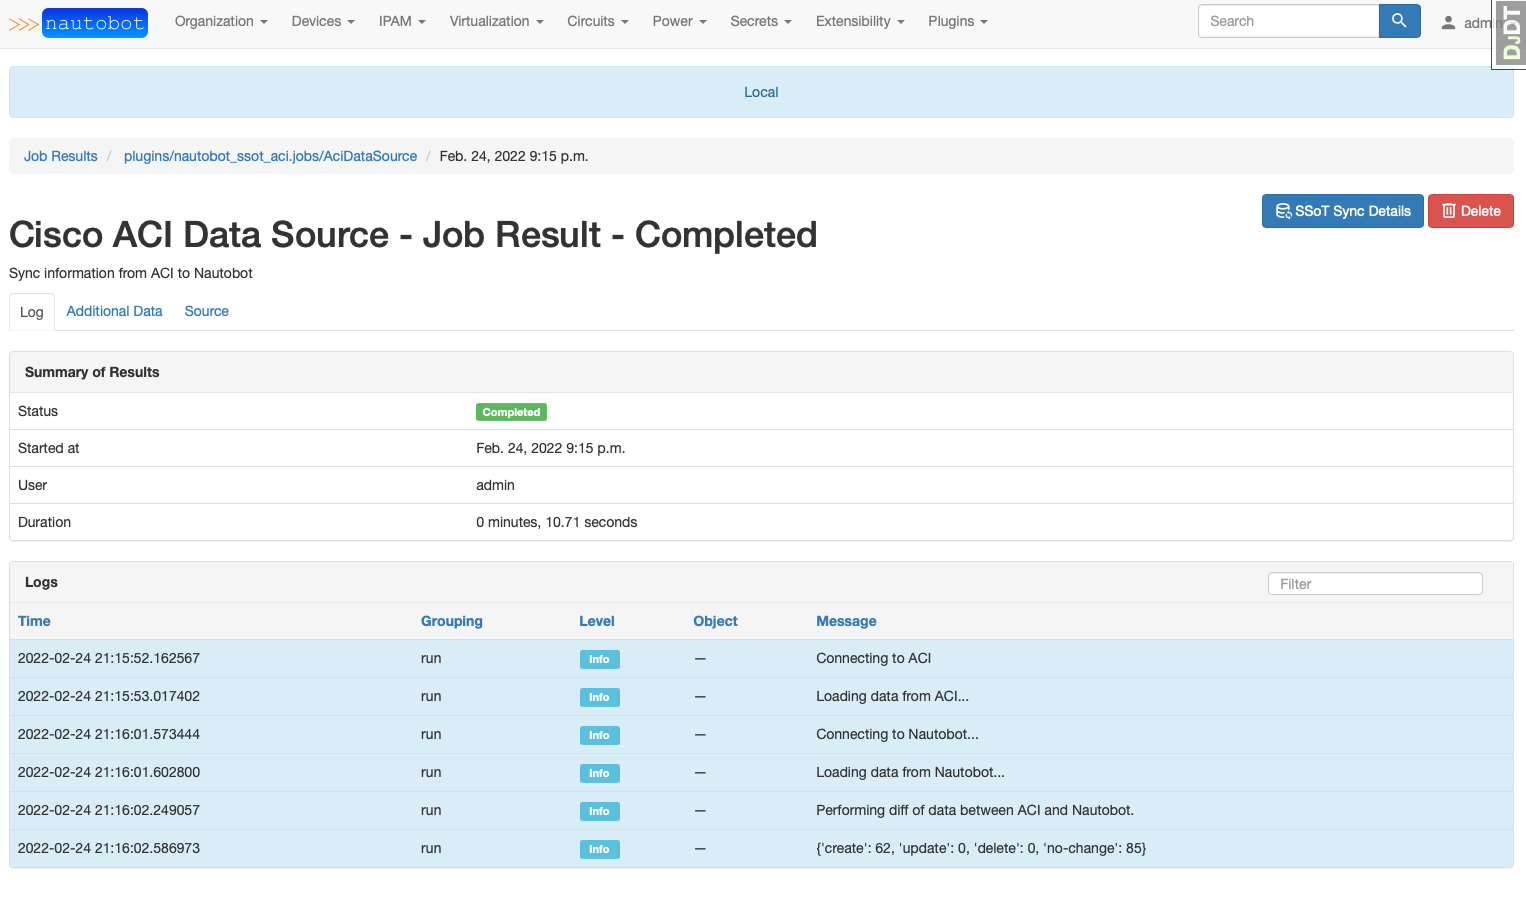 >>> nautobot Organization Devices IPAM Virtualization Circuits Power Secrets Extensibility Plugins Search admin DJDT
Local
Job Results / plugins/nautobot_ssot_aci.jobs/AciDataSource / Feb. 24, 2022 9:15 p.m.
SSoT Sync Details Delete
Cisco ACI Data Source - Job Result - Completed
Sync information from ACI to Nautobot
Log Additional Data Source
Summary of Results
Status Completed
Started at Feb. 24, 2022 9:15 p.m.
User admin
Duration 0 minutes, 10.71 seconds
Logs Filter
Time Grouping Level Object Message
2022-02-24 21:15:52.162567 run Info — Connecting to ACI
2022-02-24 21:15:53.017402 run Info — Loading data from ACI...
2022-02-24 21:16:01.573444 run Info — Connecting to Nautobot...
2022-02-24 21:16:01.602800 run Info — Loading data from Nautobot...
2022-02-24 21:16:02.249057 run Info — Performing diff of data between ACI and Nautobot.
2022-02-24 21:16:02.586973 run Info — {'create': 62, 'update': 0, 'delete': 0, 'no-change': 85}